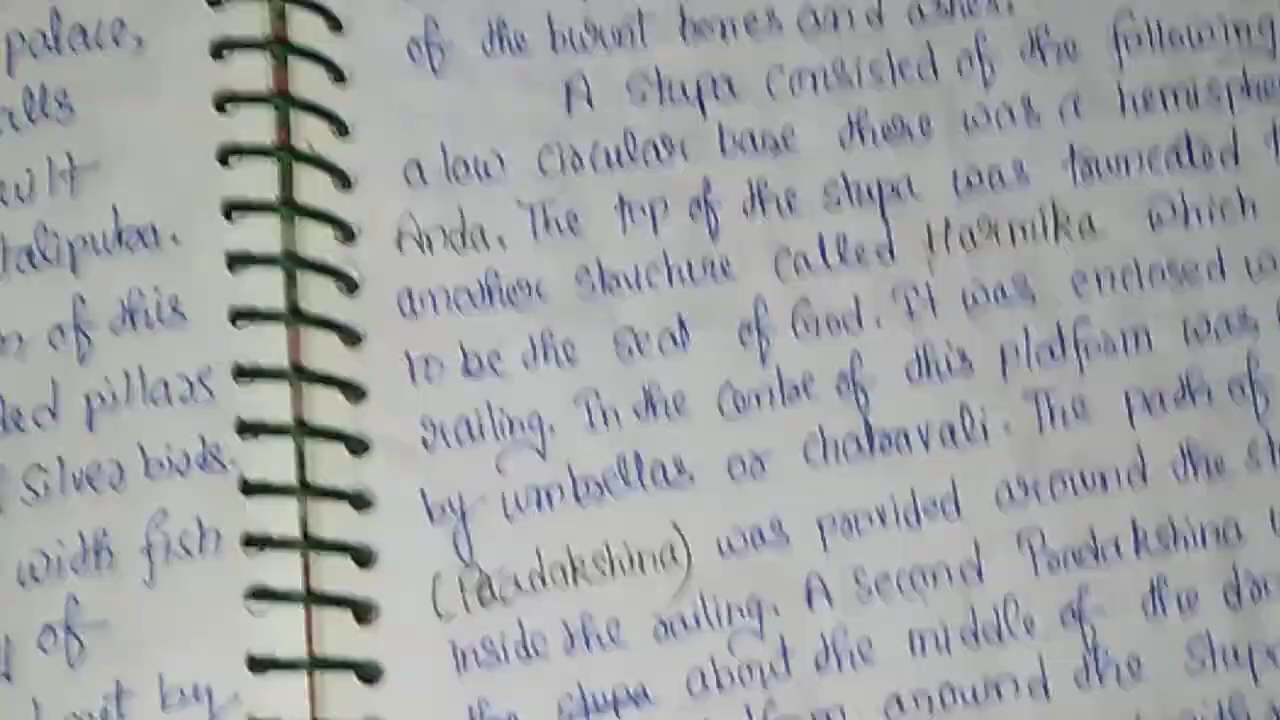 palace,
of this
pillars
silver birds.
with fish
of
by.
of the burnt bones and ashes.
A stupa consisted of the following
a low circular base there was a hemisphe
Anda. The top of the stupa was truncated
another structure called Harmika which
to be the seat of God. It was enclosed
railing. In the centre of this platform was
by umbrellas or chatravali. The path of
(Pradakshina) was provided around the
inside the railing. A second Pradakshina
the stupa about the middle of the
around the stupa